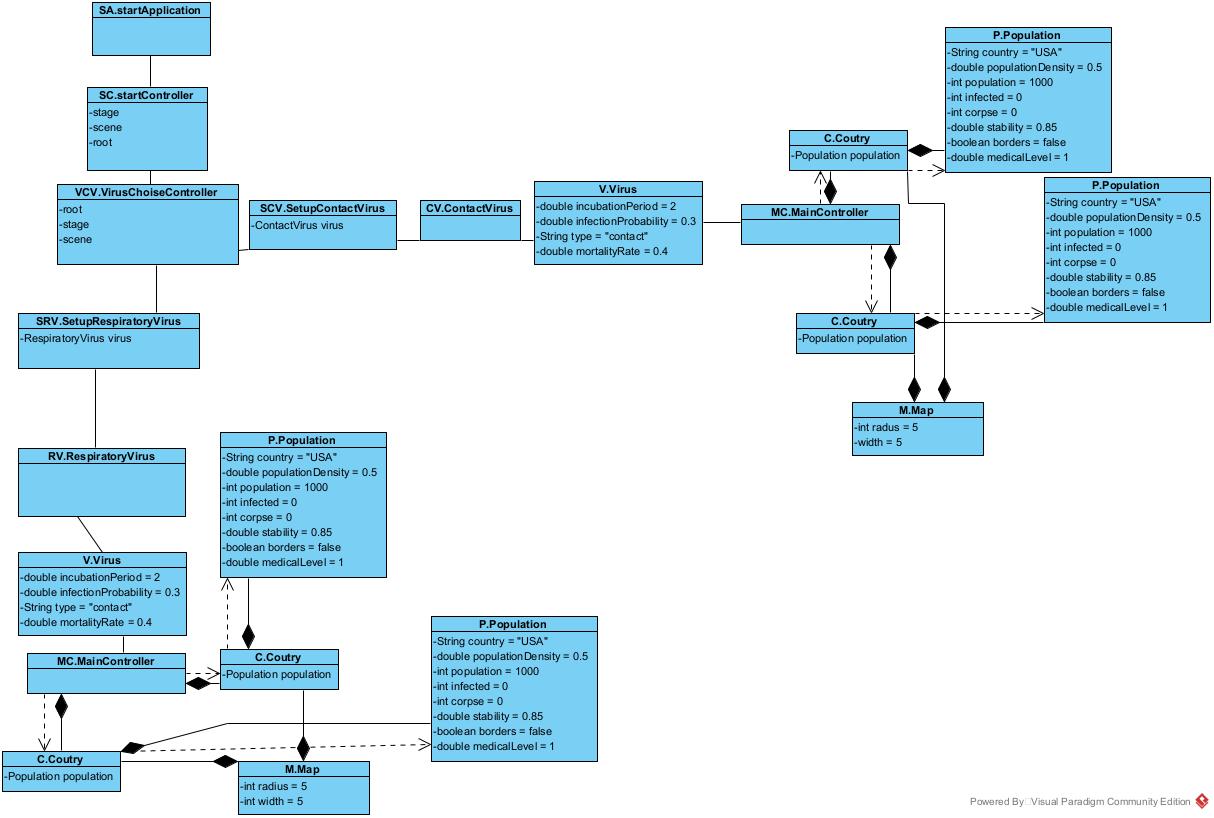 SA.startApplication
SC.startController
-stage
-scene
-root
VCV.VirusChoiseController
-root
-stage
-scene
SCV.SetupContactVirus
-ContactVirus virus
CV.ContactVirus
V.Virus
-double incubationPeriod = 2
-double infectionProbability = 0.3
-String type = "contact"
-double mortalityRate = 0.4
MC.MainController
C.Coutry
-Population population
P.Population
-String country = "USA"
-double populationDensity = 0.5
-int population = 1000
-int infected = 0
-int corpse = 0
-double stability = 0.85
-boolean borders = false
-double medicalLevel = 1
P.Population
-String country = "USA"
-double populationDensity = 0.5
-int population = 1000
-int infected = 0
-int corpse = 0
-double stability = 0.85
-boolean borders = false
-double medicalLevel = 1
C.Coutry
-Population population
M.Map
-int radus = 5
-width = 5
SRV.SetupRespiratoryVirus
-RespiratoryVirus virus
RV.RespiratoryVirus
V.Virus
-double incubationPeriod = 2
-double infectionProbability = 0.3
-String type = "contact"
-double mortalityRate = 0.4
MC.MainController
P.Population
-String country = "USA"
-double populationDensity = 0.5
-int population = 1000
-int infected = 0
-int corpse = 0
-double stability = 0.85
-boolean borders = false
-double medicalLevel = 1
C.Coutry
-Population population
P.Population
-String country = "USA"
-double populationDensity = 0.5
-int population = 1000
-int infected = 0
-int corpse = 0
-double stability = 0.85
-boolean borders = false
-double medicalLevel = 1
C.Coutry
-Population population
M.Map
-int radius = 5
-int width = 5
Powered By Visual Paradigm Community Edition